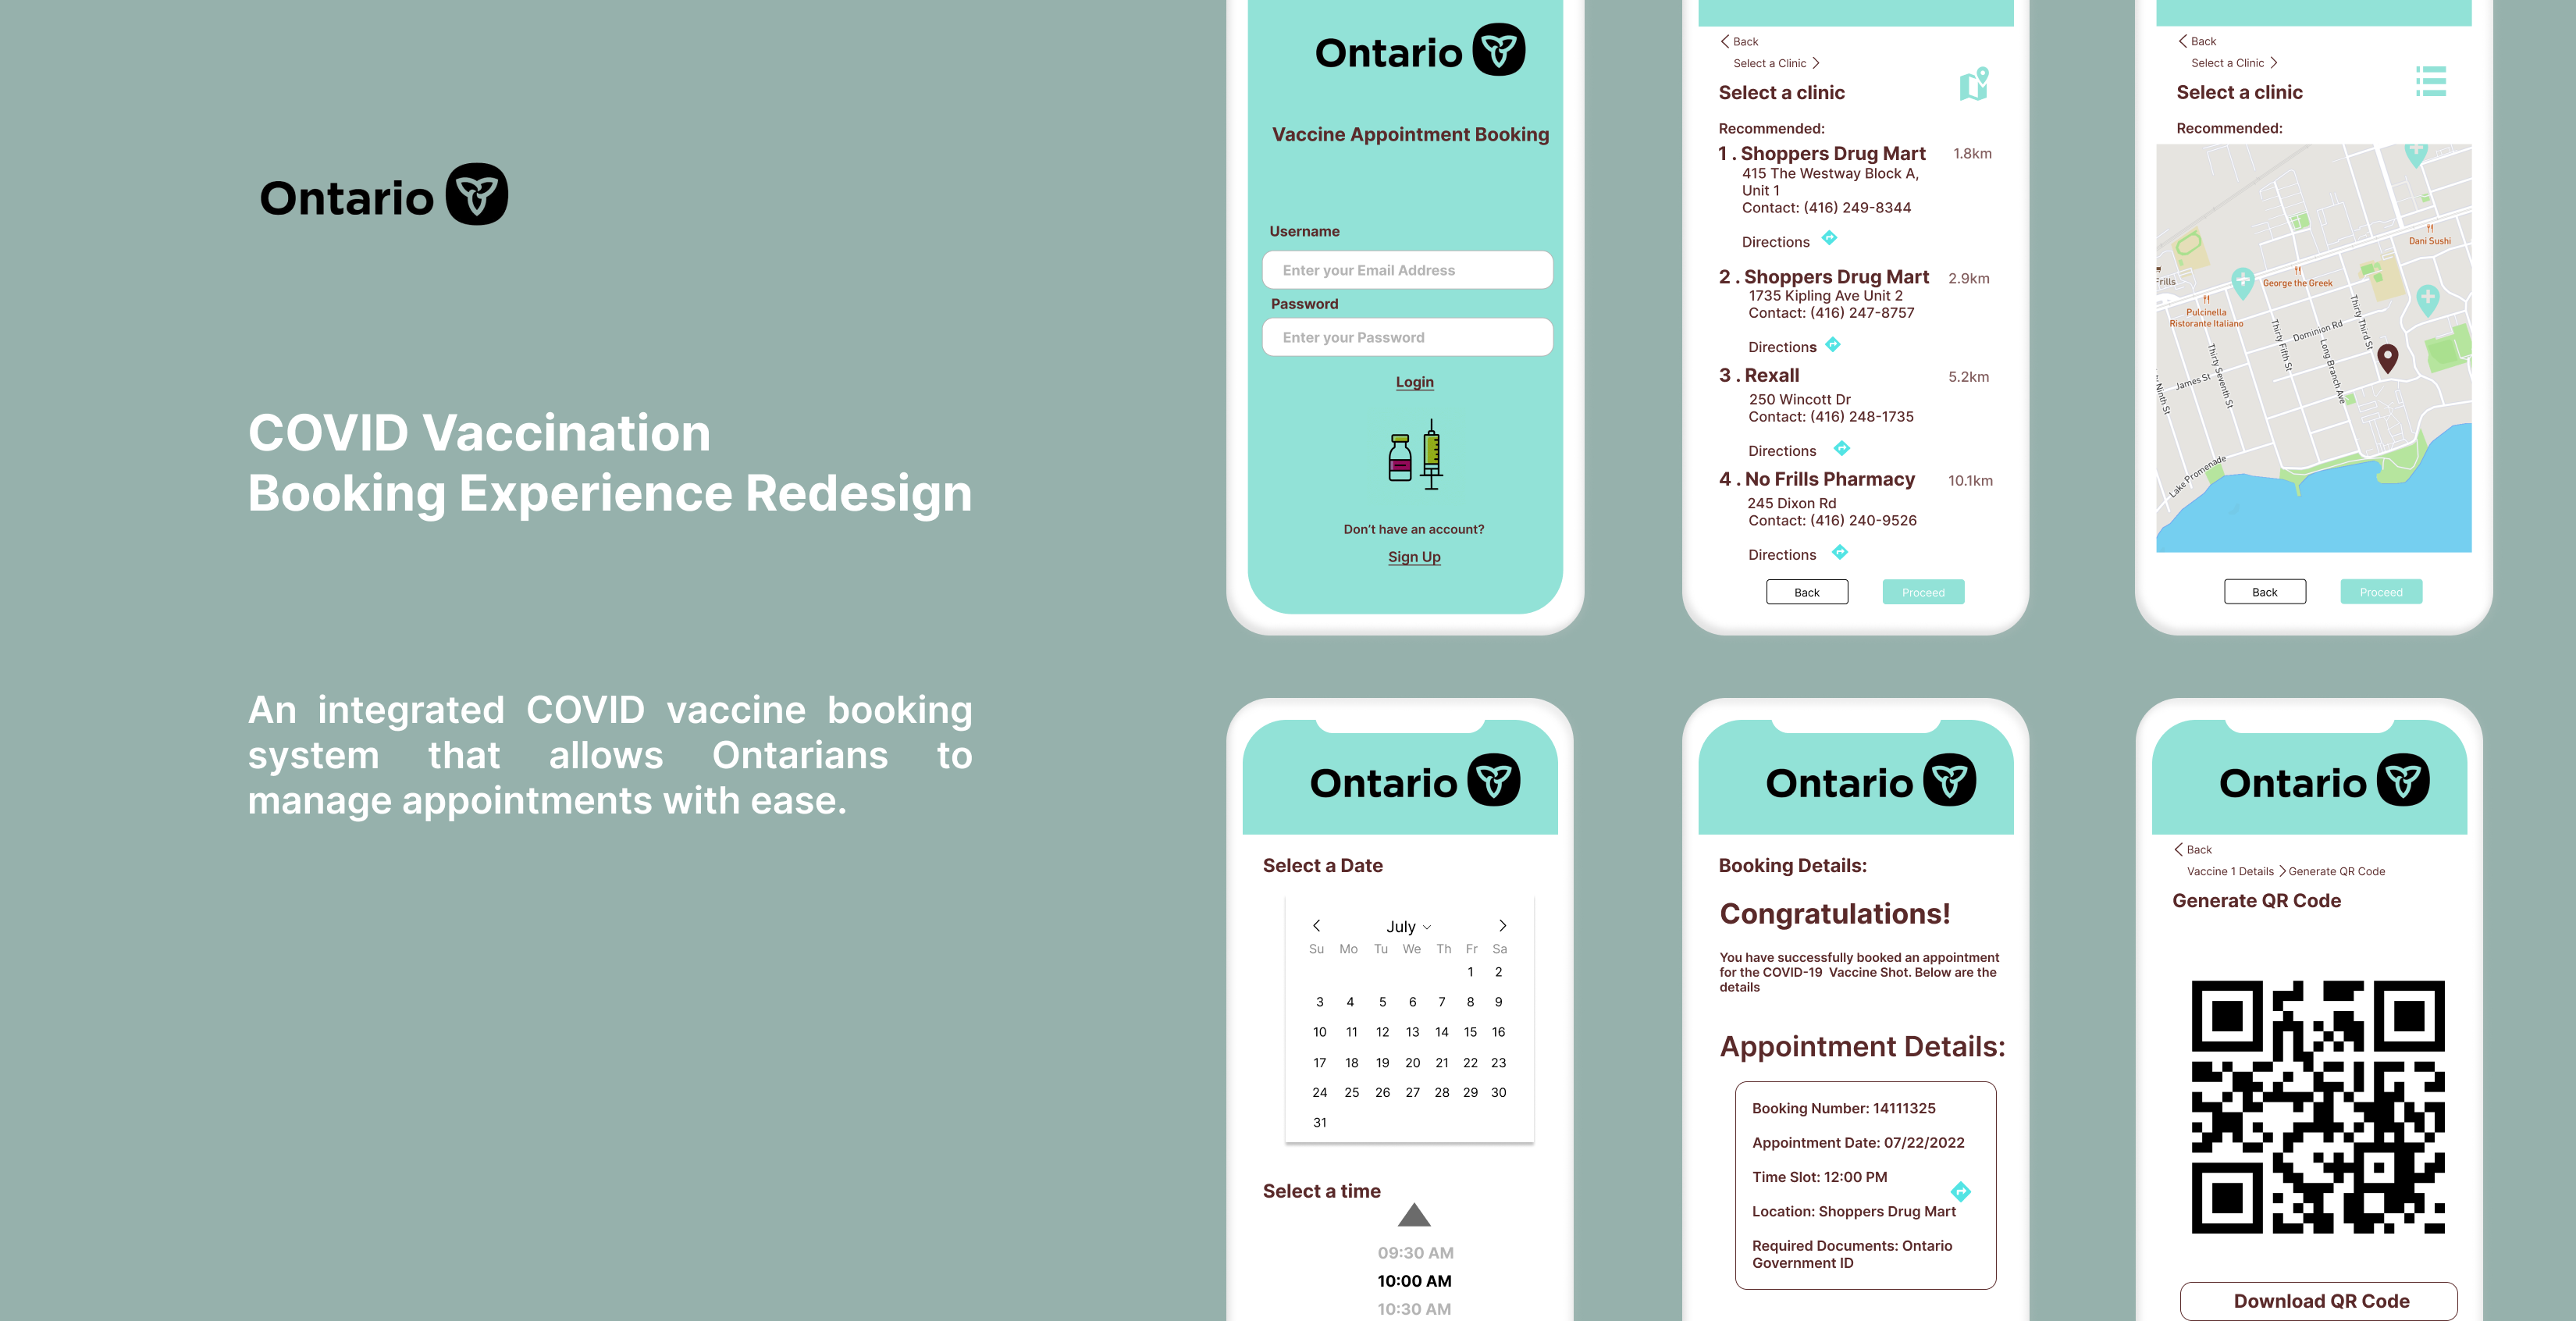 Ontario
COVID Vaccination
Booking Experience Redesign
An integrated COVID vaccine booking
system that allows Ontarians to
manage appointments with ease.
Ontario
Vaccine Appointment Booking
Username
Enter your Email Address
Password
Enter your Password
Login
Don't have an account?
Sign Up
Back
Select a Clinic
Select a clinic
Recommended:
1 . Shoppers Drug Mart 1.8km
415 The Westway Block A,
Unit 1
Contact: (416) 249-8344
Directions
2 . Shoppers Drug Mart 2.9km
1735 Kipling Ave Unit 2
Contact: (416) 247-8757
Directions
3 . Rexall 5.2km
250 Wincott Dr
Contact: (416) 248-1735
Directions
4 . No Frills Pharmacy 10.1km
245 Dixon Rd
Contact: (416) 240-9526
Directions
Back Proceed
Back
Select a Clinic
Select a clinic
Recommended:
Dani Sushi
Frills
George the Greek
Pulcinella
Ristorante Italiano
Dominion Rd
Thirty Third St
Thirty Fifth St
Long Branch Ave
Thirty Seventh St
James St
Ninth St
Lake Promenade
Back Proceed
Ontario
Select a Date
July
Su Mo Tu We Th Fr Sa
1 2
3 4 5 6 7 8 9
10 11 12 13 14 15 16
17 18 19 20 21 22 23
24 25 26 27 28 29 30
31
Select a time
09:30 AM
10:00 AM
10:30 AM
Ontario
Booking Details:
Congratulations!
You have successfully booked an appointment
for the COVID-19 Vaccine Shot. Below are the
details
Appointment Details:
Booking Number: 14111325
Appointment Date: 07/22/2022
Time Slot: 12:00 PM
Location: Shoppers Drug Mart
Required Documents: Ontario
Government ID
Ontario
Back
Vaccine 1 Details Generate QR Code
Generate QR Code
Download QR Code